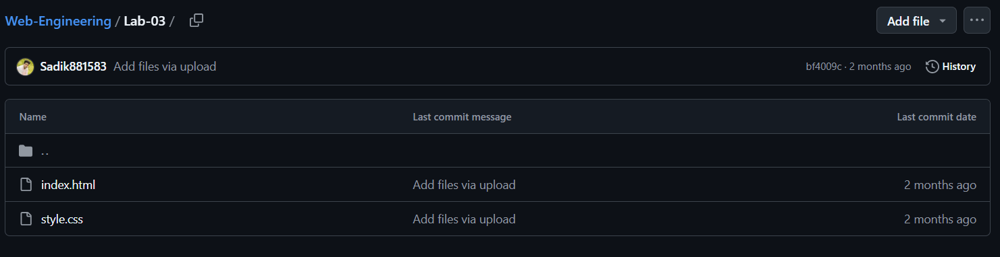 Web-Engineering / Lab-03 /
Add file
Sadik881583 Add files via upload
bf4009c · 2 months ago
History
Name Last commit message Last commit date
..
index.html Add files via upload 2 months ago
style.css Add files via upload 2 months ago